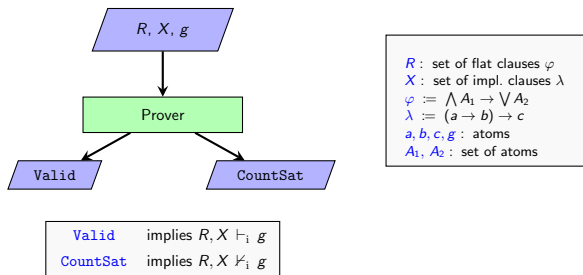 R, X, g
Prover
Valid
CountSat
R : set of flat clauses φ
X : set of impl. clauses λ
φ := ⋀ A₁ → ⋁ A₂
λ := (a → b) → c
a, b, c, g : atoms
A₁, A₂ : set of atoms
Valid implies R, X ⊢ᵢ g
CountSat implies R, X ⊬ᵢ g